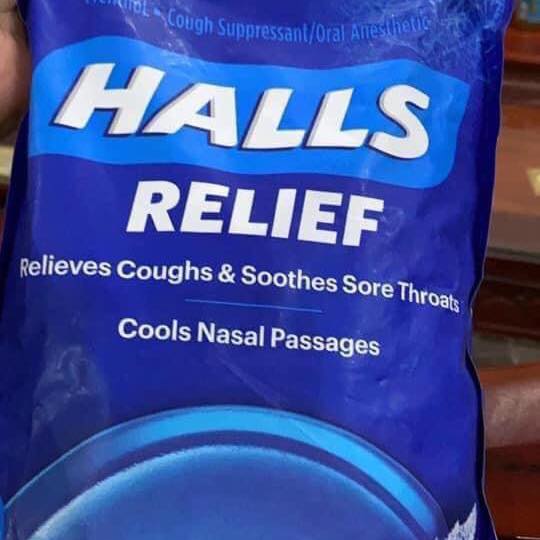 Cough Suppressant/Oral Anesthetic
HALLS
RELIEF
Relieves Coughs & Soothes Sore Throats
Cools Nasal Passages